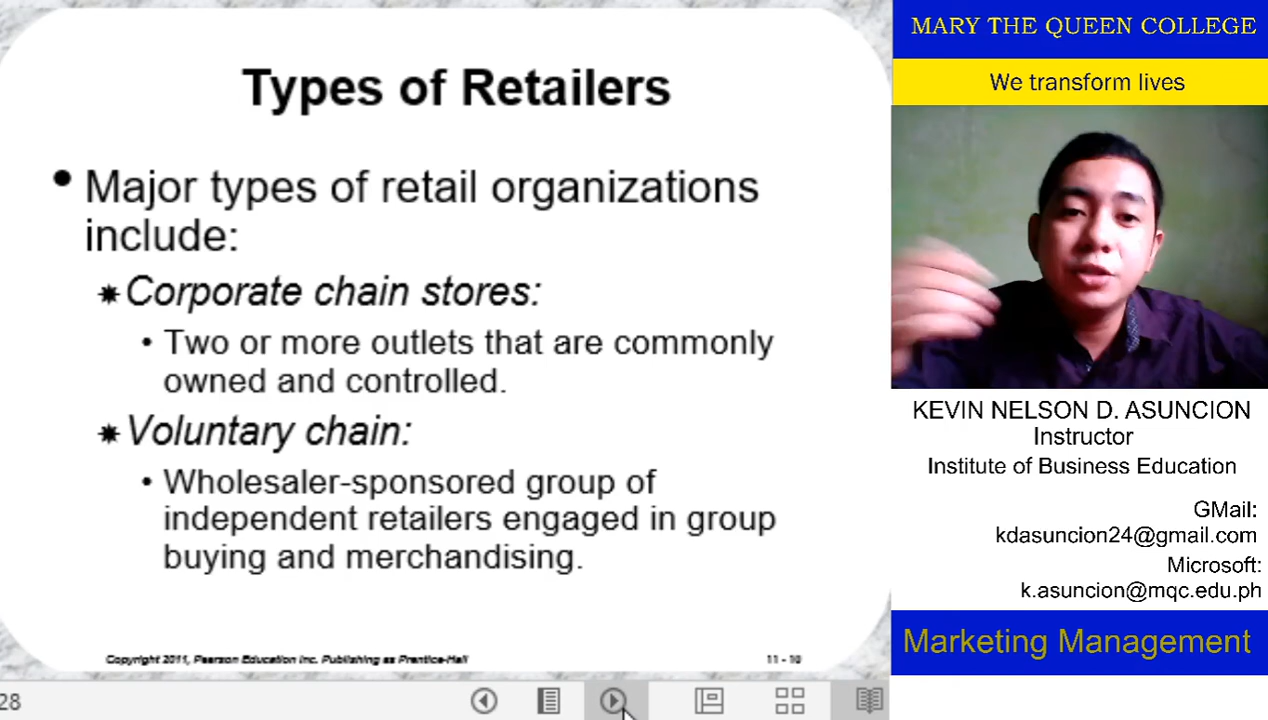 Types of Retailers
• Major types of retail organizations
include:
Corporate chain stores:
• Two or more outlets that are commonly
owned and controlled.
Voluntary chain:
• Wholesaler-sponsored group of
independent retailers engaged in group
buying and merchandising.
Copyright 2011, Pearson Education Inc. Publishing as Prentice-Hall
11 - 10
28
MARY THE QUEEN COLLEGE
We transform lives
KEVIN NELSON D. ASUNCION
Instructor
Institute of Business Education
GMail:
kdasuncion24@gmail.com
Microsoft:
k.asuncion@mqc.edu.ph
Marketing Management